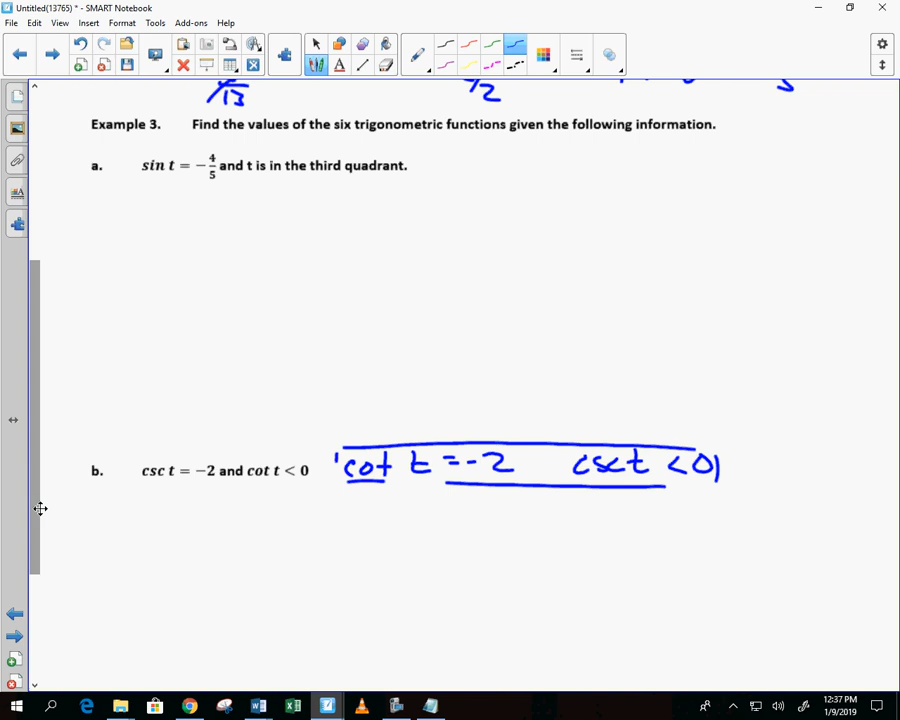 Untitled(13765) * - SMART Notebook
File Edit View Insert Format Tools Add-ons Help
13
2
Example 3. Find the values of the six trigonometric functions given the following information.
a. sin t = −4/5 and t is in the third quadrant.
b. csc t = −2 and cot t < 0
cot t = -2 csc t < 0
12:37 PM
1/9/2019